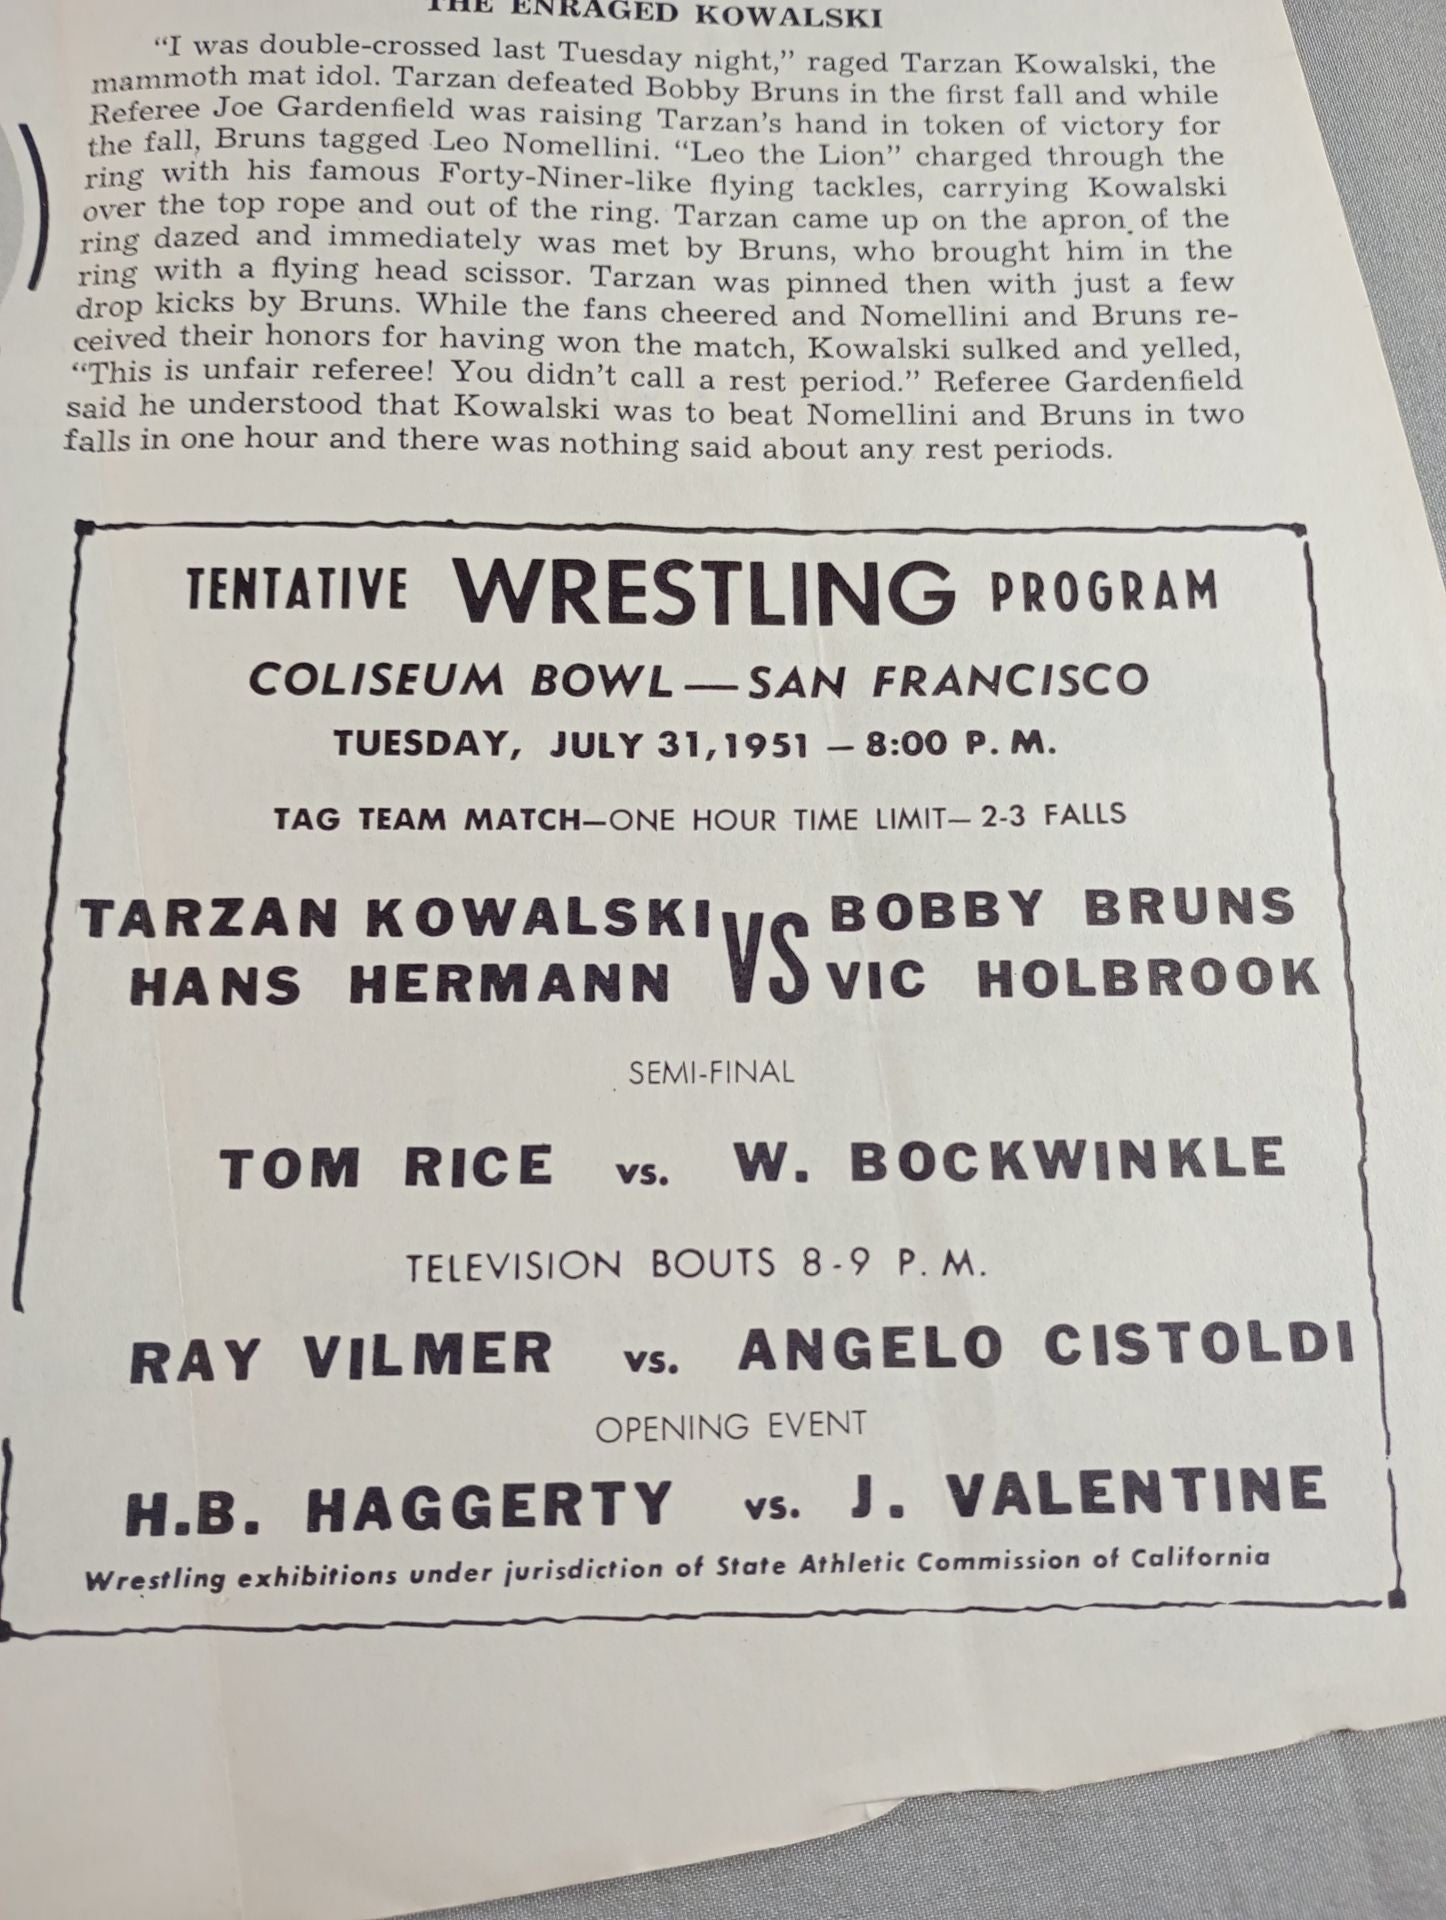 THE ENRAGED KOWALSKI
“I was double-crossed last Tuesday night,” raged Tarzan Kowalski, the
mammoth mat idol. Tarzan defeated Bobby Bruns in the first fall and while
Referee Joe Gardenfield was raising Tarzan’s hand in token of victory for
the fall, Bruns tagged Leo Nomellini. “Leo the Lion” charged through the
ring with his famous Forty-Niner-like flying tackles, carrying Kowalski
over the top rope and out of the ring. Tarzan came up on the apron of the
ring dazed and immediately was met by Bruns, who brought him in the
ring with a flying head scissor. Tarzan was pinned then with just a few
drop kicks by Bruns. While the fans cheered and Nomellini and Bruns re-
ceived their honors for having won the match, Kowalski sulked and yelled,
“This is unfair referee! You didn’t call a rest period.” Referee Gardenfield
said he understood that Kowalski was to beat Nomellini and Bruns in two
falls in one hour and there was nothing said about any rest periods.
TENTATIVE WRESTLING PROGRAM
COLISEUM BOWL — SAN FRANCISCO
TUESDAY, JULY 31, 1951 — 8:00 P. M.
TAG TEAM MATCH—ONE HOUR TIME LIMIT— 2-3 FALLS
TARZAN KOWALSKI VS BOBBY BRUNS
HANS HERMANN VIC HOLBROOK
SEMI-FINAL
TOM RICE vs. W. BOCKWINKLE
TELEVISION BOUTS 8-9 P. M.
RAY VILMER vs. ANGELO CISTOLDI
OPENING EVENT
H.B. HAGGERTY vs. J. VALENTINE
Wrestling exhibitions under jurisdiction of State Athletic Commission of California